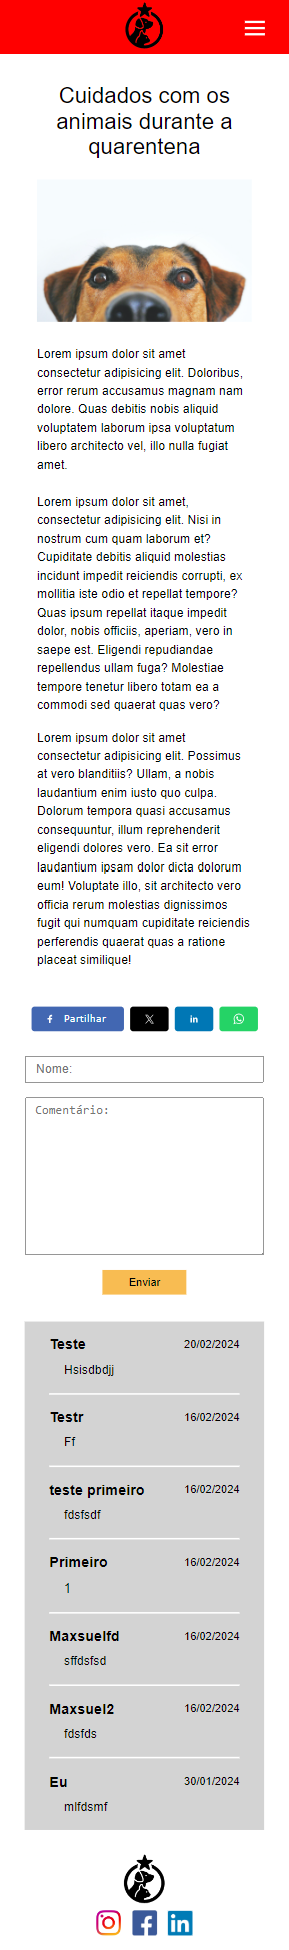 Cuidados com os
animais durante a
quarentena
Lorem ipsum dolor sit amet
consectetur adipisicing elit. Doloribus,
error rerum accusamus magnam nam
dolore. Quas debitis nobis aliquid
voluptatem laborum ipsa voluptatum
libero architecto vel, illo nulla fugiat
amet.
Lorem ipsum dolor sit amet,
consectetur adipisicing elit. Nisi in
nostrum cum quam laborum et?
Cupiditate debitis aliquid molestias
incidunt impedit reiciendis corrupti, ex
mollitia iste odio et repellat tempore?
Quas ipsum repellat itaque impedit
dolor, nobis officiis, aperiam, vero in
saepe est. Eligendi repudiandae
repellendus ullam fuga? Molestiae
tempore tenetur libero totam ea a
commodi sed quaerat quas vero?
Lorem ipsum dolor sit amet
consectetur adipisicing elit. Possimus
at vero blanditiis? Ullam, a nobis
laudantium enim iusto quo culpa.
Dolorum tempora quasi accusamus
consequuntur, illum reprehenderit
eligendi dolores vero. Ea sit error
laudantium ipsam dolor dicta dolorum
eum! Voluptate illo, sit architecto vero
officia rerum molestias dignissimos
fugit qui numquam cupiditate reiciendis
perferendis quaerat quas a ratione
placeat similique!
Partilhar
Nome:
Comentário:
Enviar
Teste 20/02/2024
Hsisdbdjj
Testr 16/02/2024
Ff
teste primeiro 16/02/2024
fdsfsdf
Primeiro 16/02/2024
1
Maxsuelfd 16/02/2024
sffdsfsd
Maxsuel2 16/02/2024
fdsfds
Eu 30/01/2024
mlfdsmf